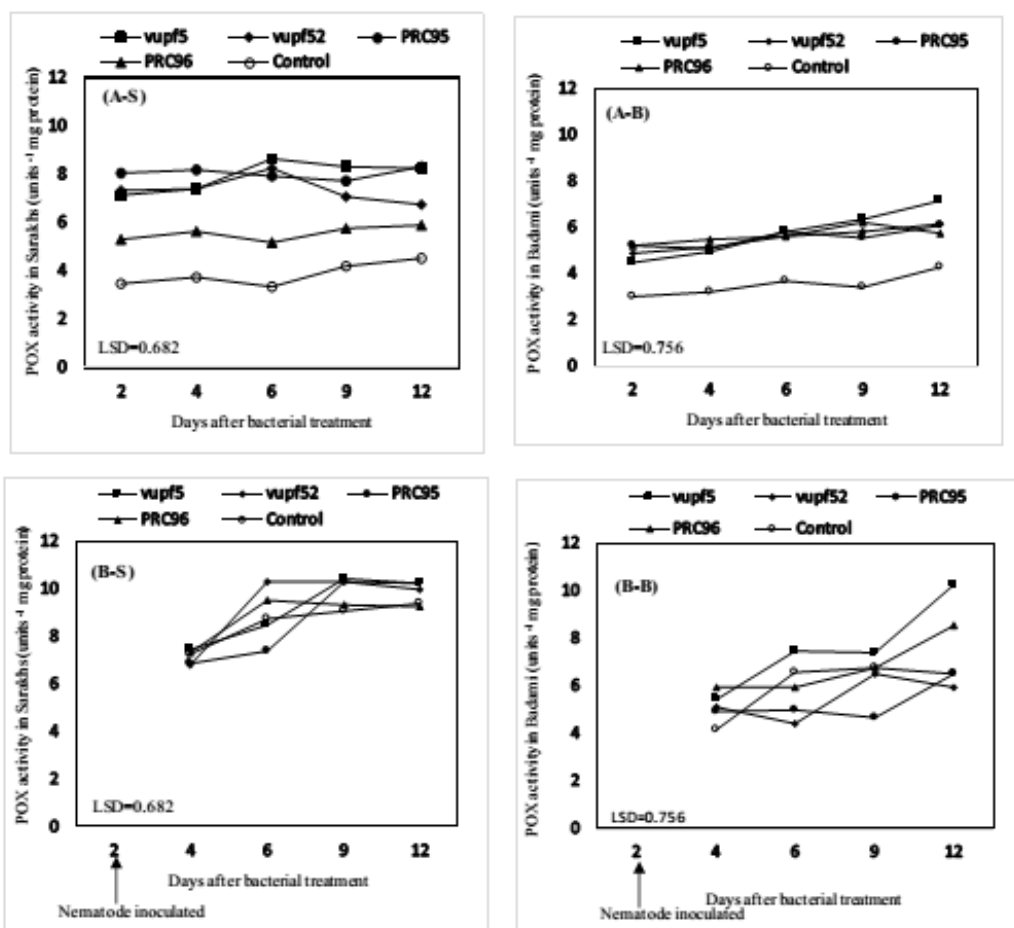 vupf5 vupf52 PRC95
PRC96 Control
12
10
8
6
4
2
0
POX activity in Sarakhs (units ⁻¹ mg protein)
(A-S)
LSD=0.682
2 4 6 9 12
Days after bacterial treatment
vupf5 vupf52 PRC95
PRC96 Control
12
10
8
6
4
2
0
POX activity in Badami (units ⁻¹ mg protein)
(A-B)
LSD=0.756
2 4 6 9 12
Days after bacterial treatment
vupf5 vupf52 PRC95
PRC96 Control
12
10
8
6
4
2
0
POX activity in Sarakhs (units ⁻¹ mg protein)
(B-S)
LSD=0.682
2 4 6 9 12
Days after bacterial treatment
Nematode inoculated
vupf5 vupf52 PRC95
PRC96 Control
12
10
8
6
4
2
0
POX activity in Badami (units ⁻¹ mg protein)
(B-B)
LSD=0.756
2 4 6 9 12
Days after bacterial treatment
Nematode inoculated